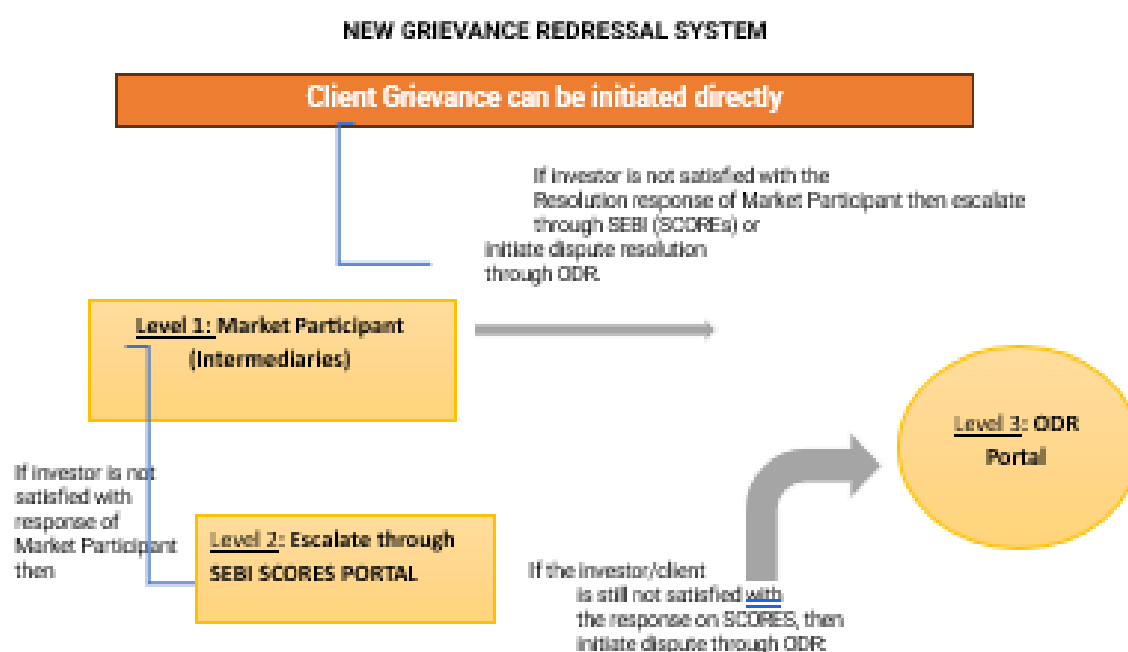 NEW GRIEVANCE REDRESSAL SYSTEM
Client Grievance can be initiated directly
If investor is not satisfied with the
Resolution response of Market Participant then escalate
through SEBI (SCOREs) or
initiate dispute resolution
through ODR.
Level 1: Market Participant
(Intermediaries)
Level 3: ODR
Portal
If investor is not
satisfied with
response of
Market Participant
then
Level 2: Escalate through
SEBI SCORES PORTAL
If the investor/client
is still not satisfied with
the response on SCORES, then
initiate dispute through ODR.